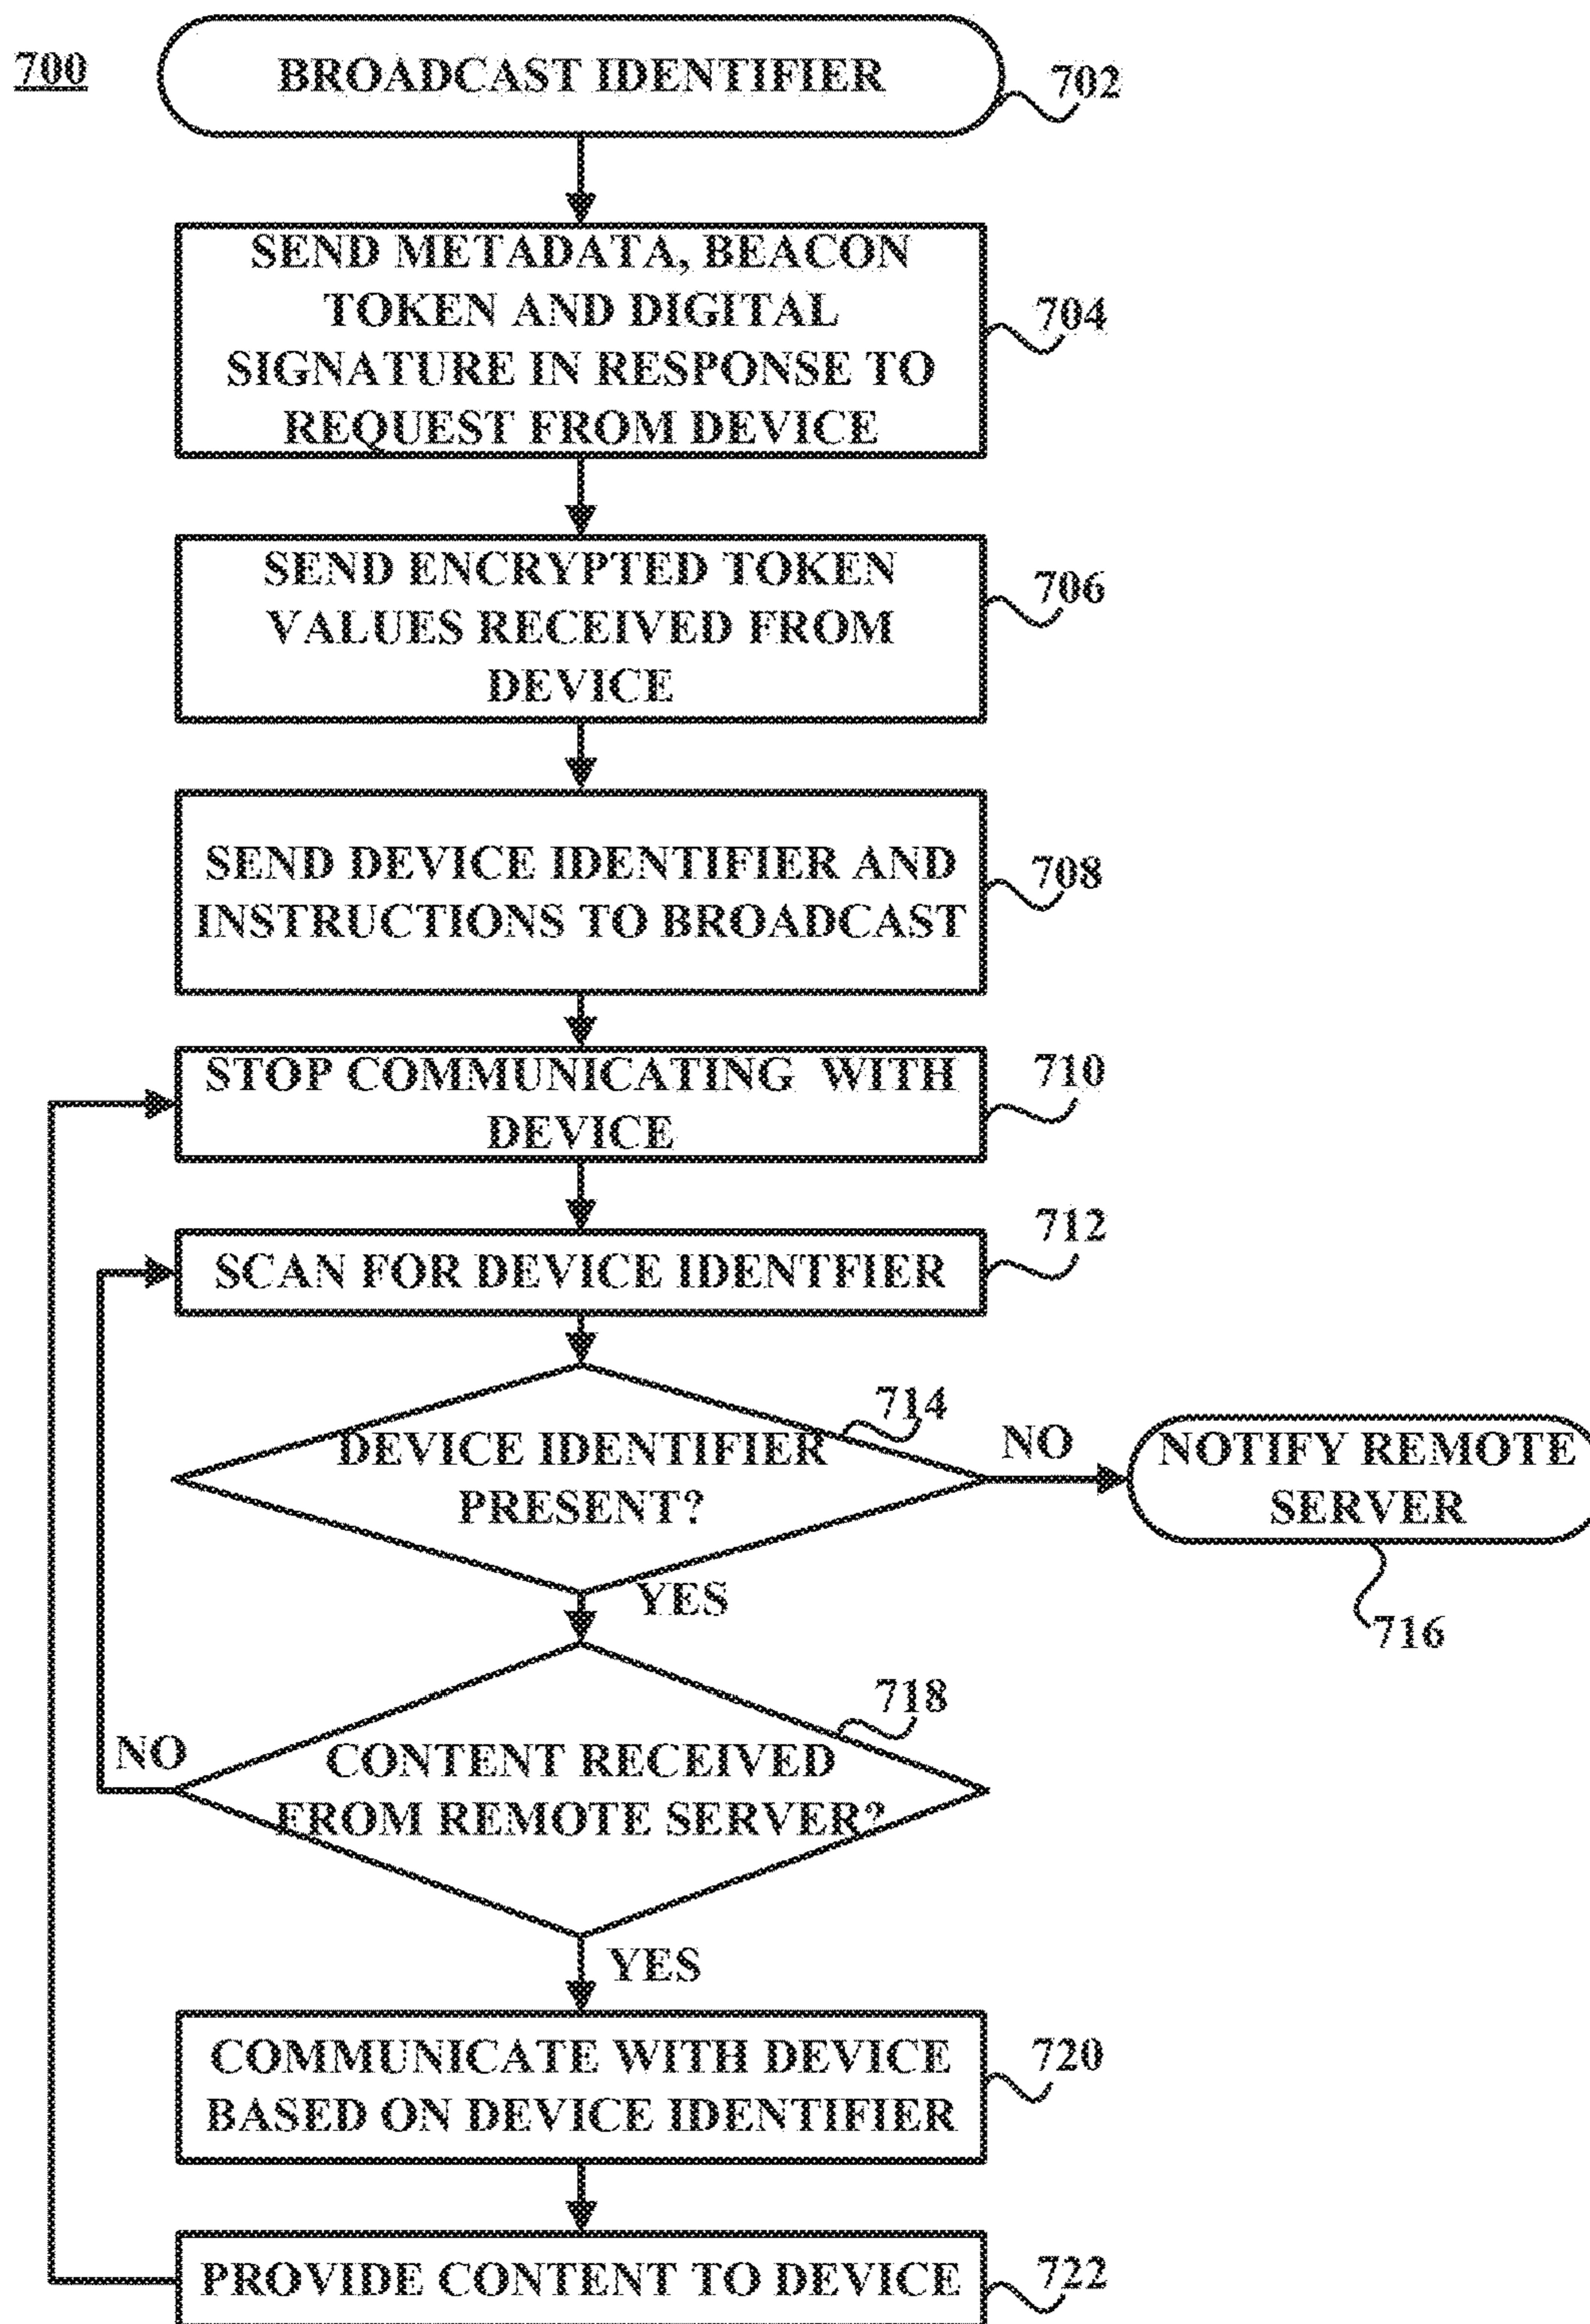 700
BROADCAST IDENTIFIER
702
SEND METADATA, BEACON
TOKEN AND DIGITAL
SIGNATURE IN RESPONSE TO
REQUEST FROM DEVICE
704
SEND ENCRYPTED TOKEN
VALUES RECEIVED FROM
DEVICE
706
SEND DEVICE IDENTIFIER AND
INSTRUCTIONS TO BROADCAST
708
STOP COMMUNICATING WITH
DEVICE
710
SCAN FOR DEVICE IDENTFIER
712
DEVICE IDENTIFIER
PRESENT?
714
NO
NOTIFY REMOTE
SERVER
716
YES
CONTENT RECEIVED
FROM REMOTE SERVER?
718
NO
YES
COMMUNICATE WITH DEVICE
BASED ON DEVICE IDENTIFIER
720
PROVIDE CONTENT TO DEVICE
722